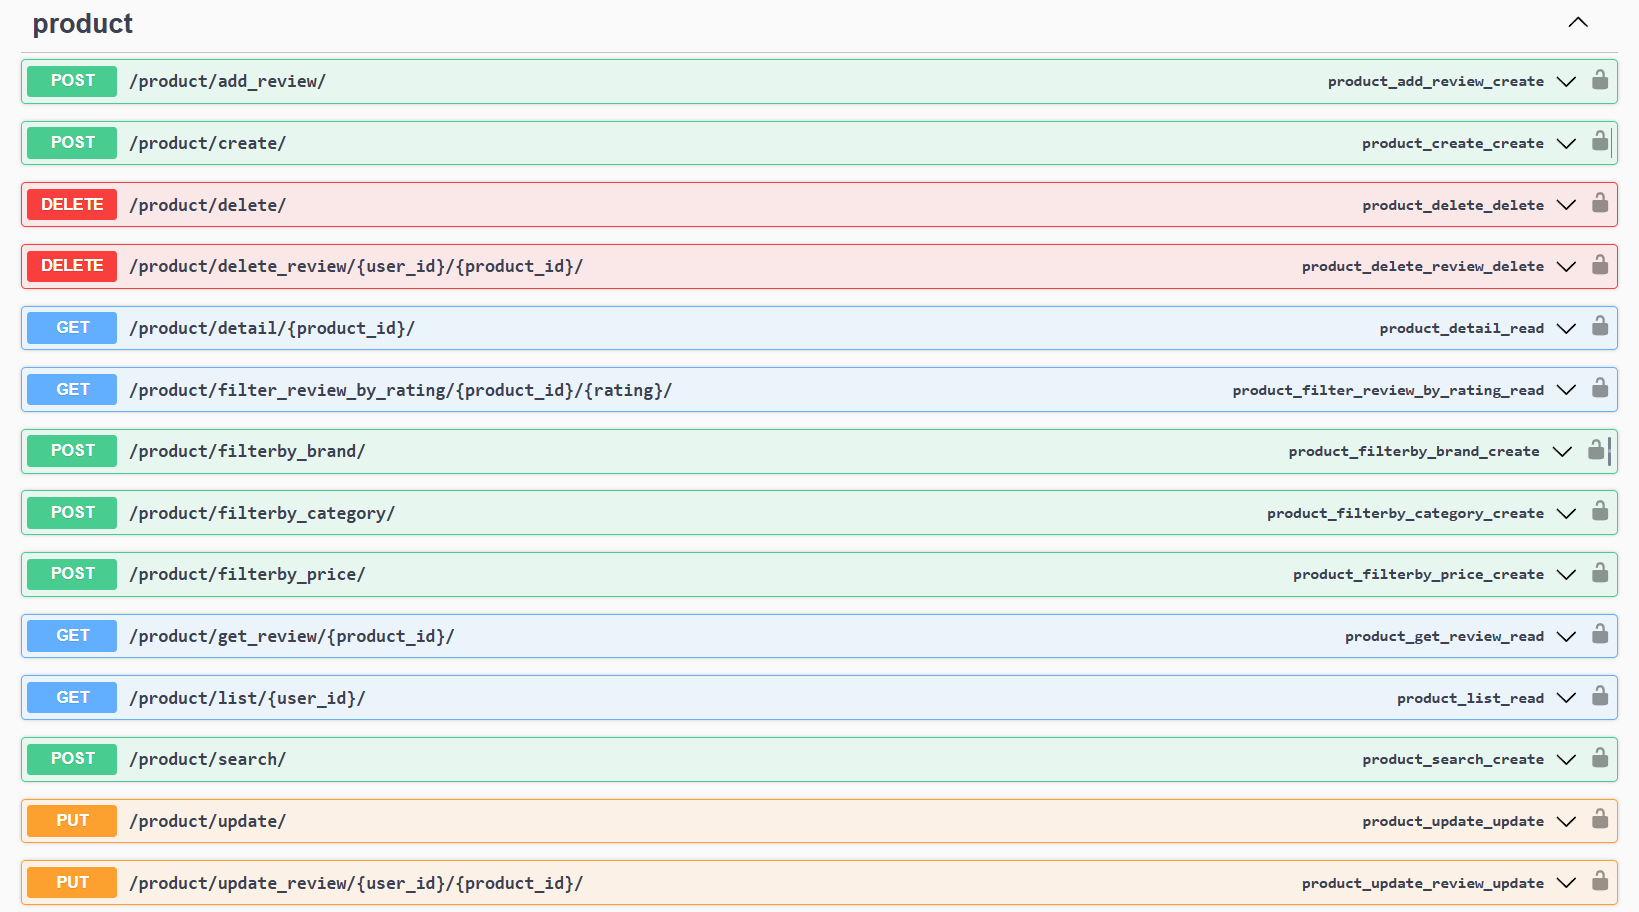 product
POST /product/add_review/ product_add_review_create
POST /product/create/ product_create_create
DELETE /product/delete/ product_delete_delete
DELETE /product/delete_review/{user_id}/{product_id}/ product_delete_review_delete
GET /product/detail/{product_id}/ product_detail_read
GET /product/filter_review_by_rating/{product_id}/{rating}/ product_filter_review_by_rating_read
POST /product/filterby_brand/ product_filterby_brand_create
POST /product/filterby_category/ product_filterby_category_create
POST /product/filterby_price/ product_filterby_price_create
GET /product/get_review/{product_id}/ product_get_review_read
GET /product/list/{user_id}/ product_list_read
POST /product/search/ product_search_create
PUT /product/update/ product_update_update
PUT /product/update_review/{user_id}/{product_id}/ product_update_review_update